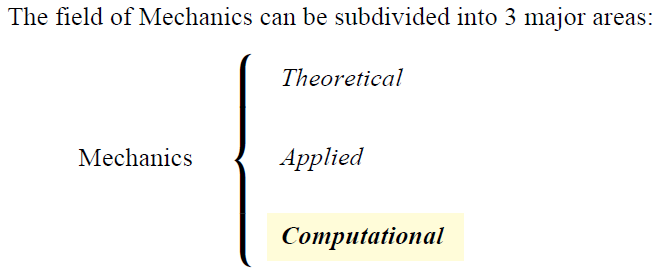 The field of Mechanics can be subdivided into 3 major areas:
Theoretical
Mechanics
Applied
Computational